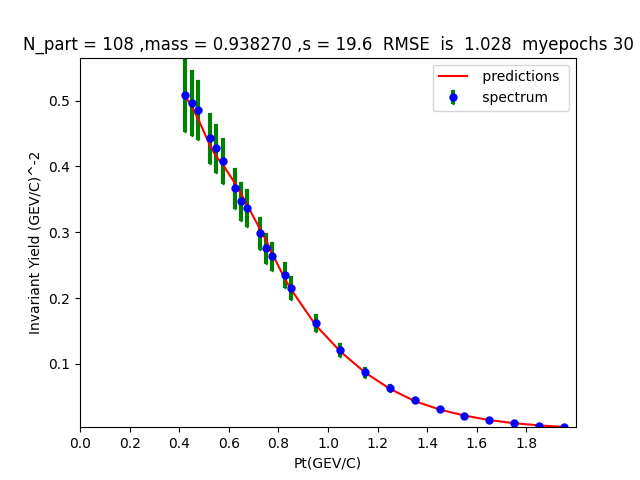 N_part = 108 ,mass = 0.938270 ,s = 19.6  RMSE  is  1.028  myepochs 30
predictions
spectrum
Invariant Yield (GEV/C)^-2
0.5
0.4
0.3
0.2
0.1
0.0 0.2 0.4 0.6 0.8 1.0 1.2 1.4 1.6 1.8
Pt(GEV/C)